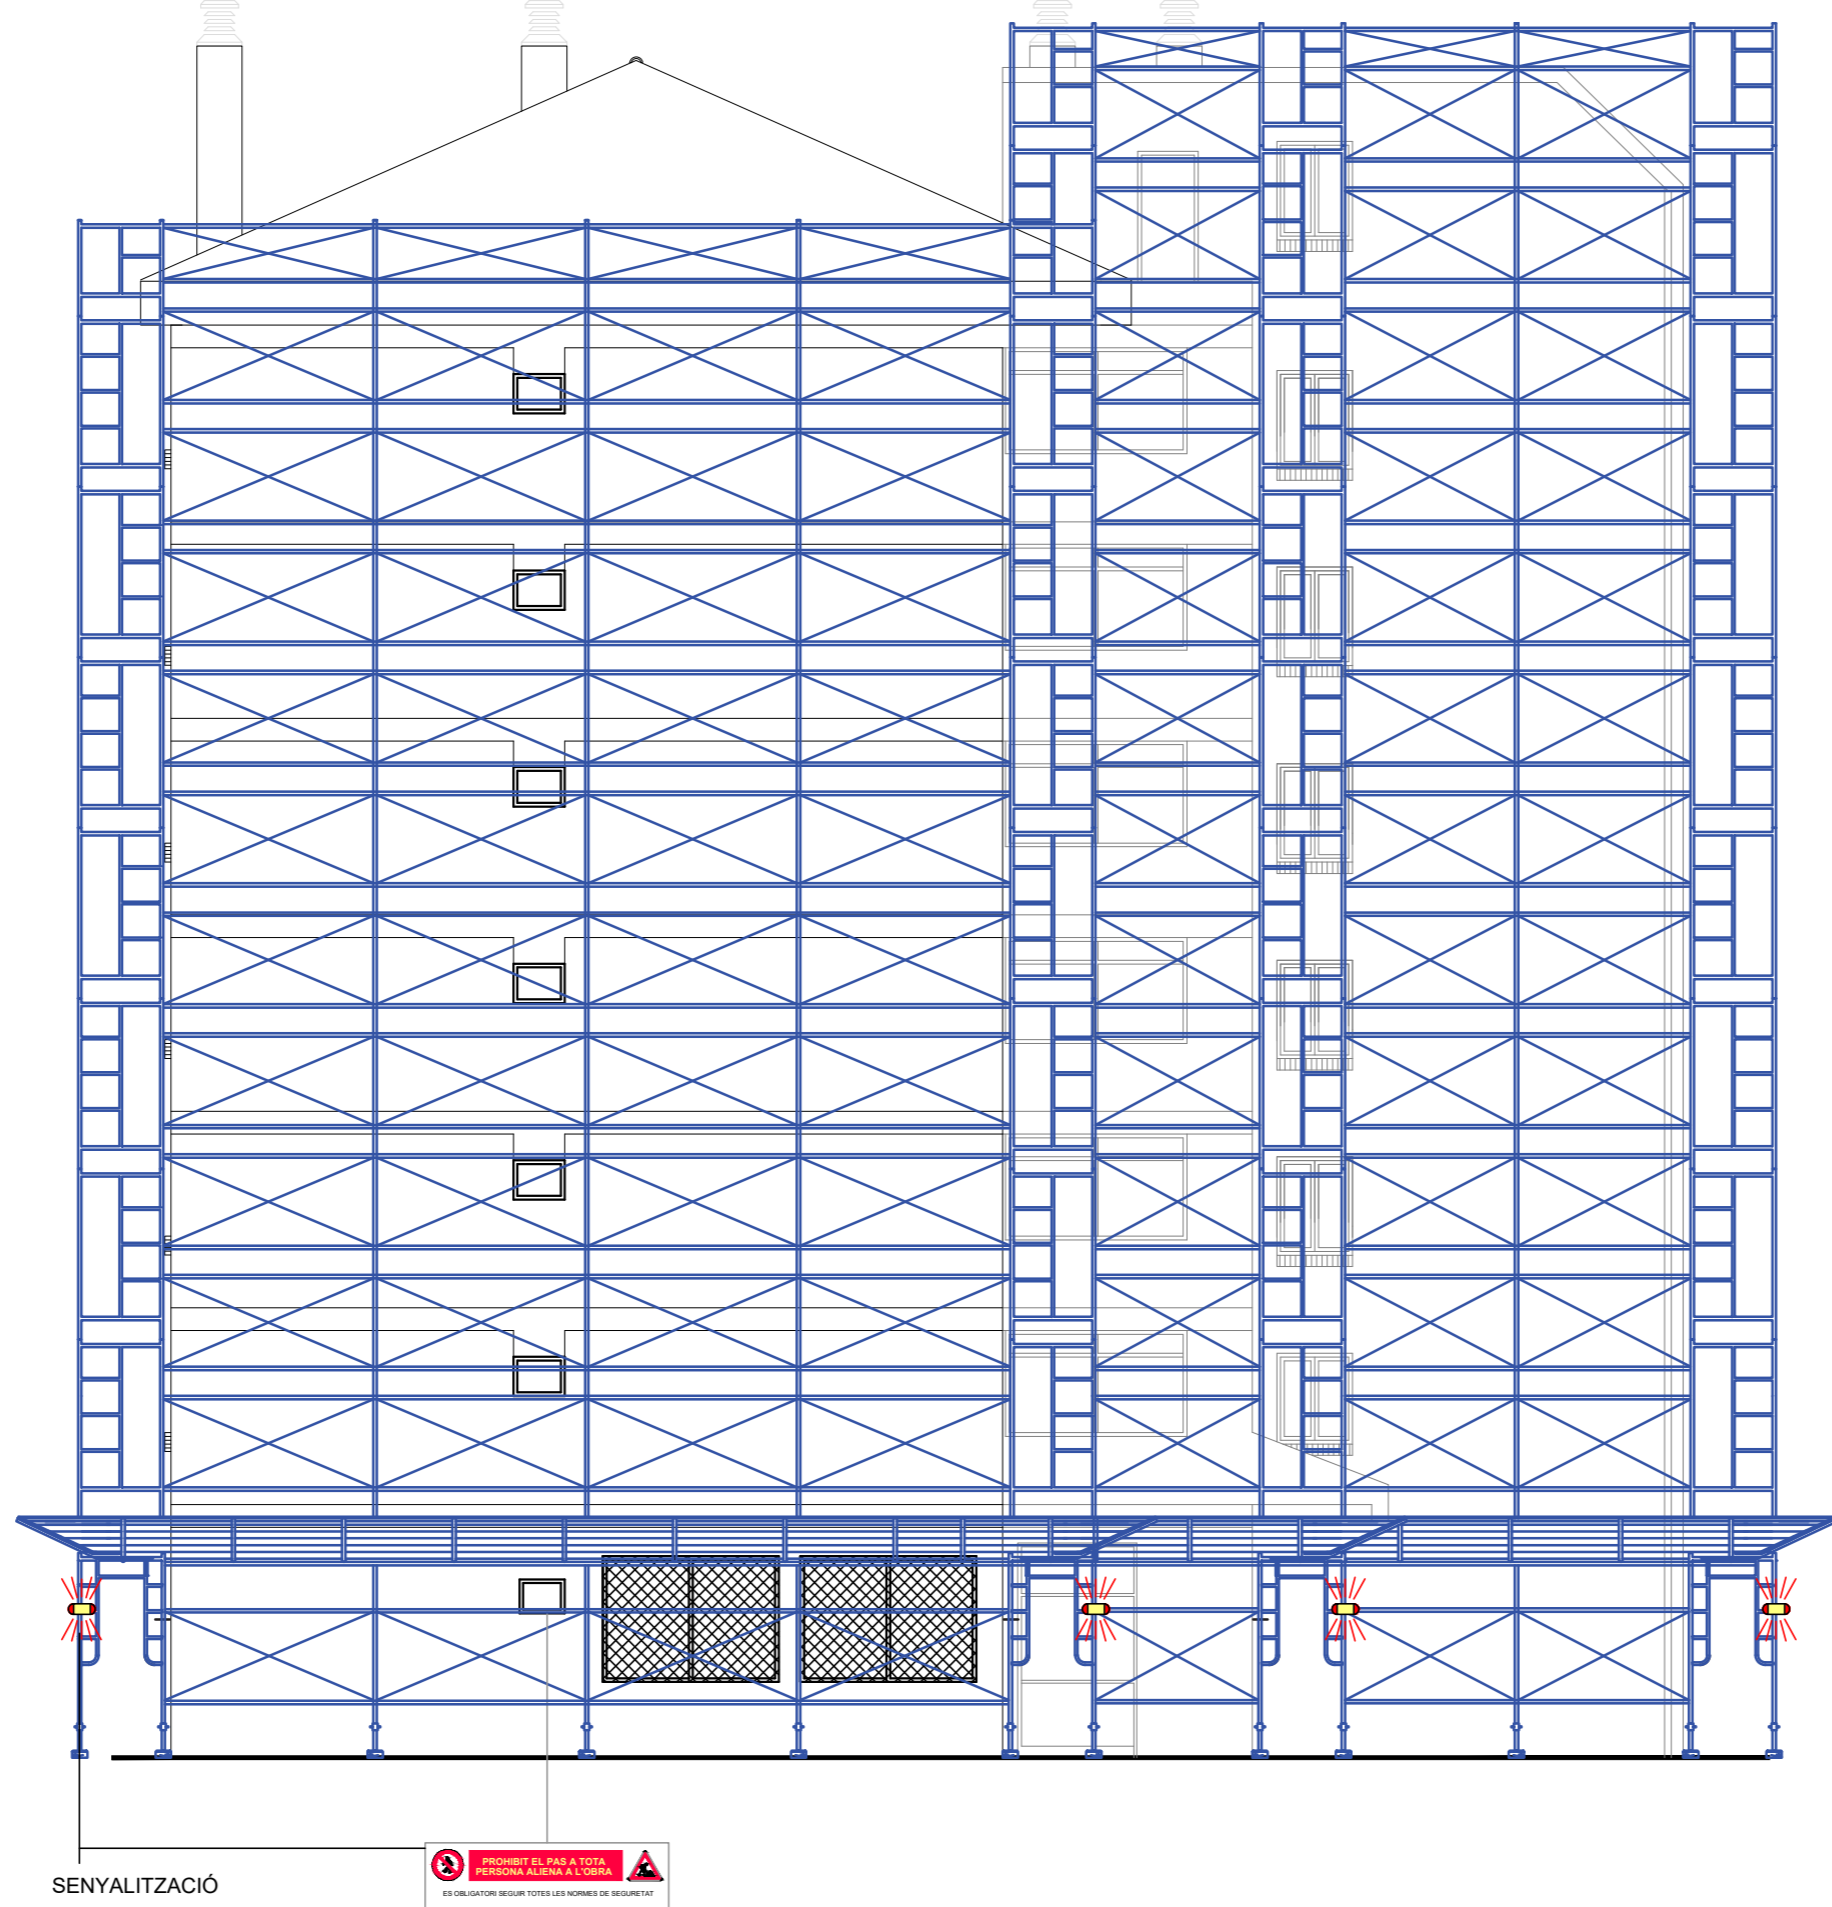 PROHIBIT EL PAS A TOTA
PERSONA ALIENA A L'OBRA
ES OBLIGATORI SEGUIR TOTES LES NORMES DE SEGURETAT
SENYALITZACIÓ